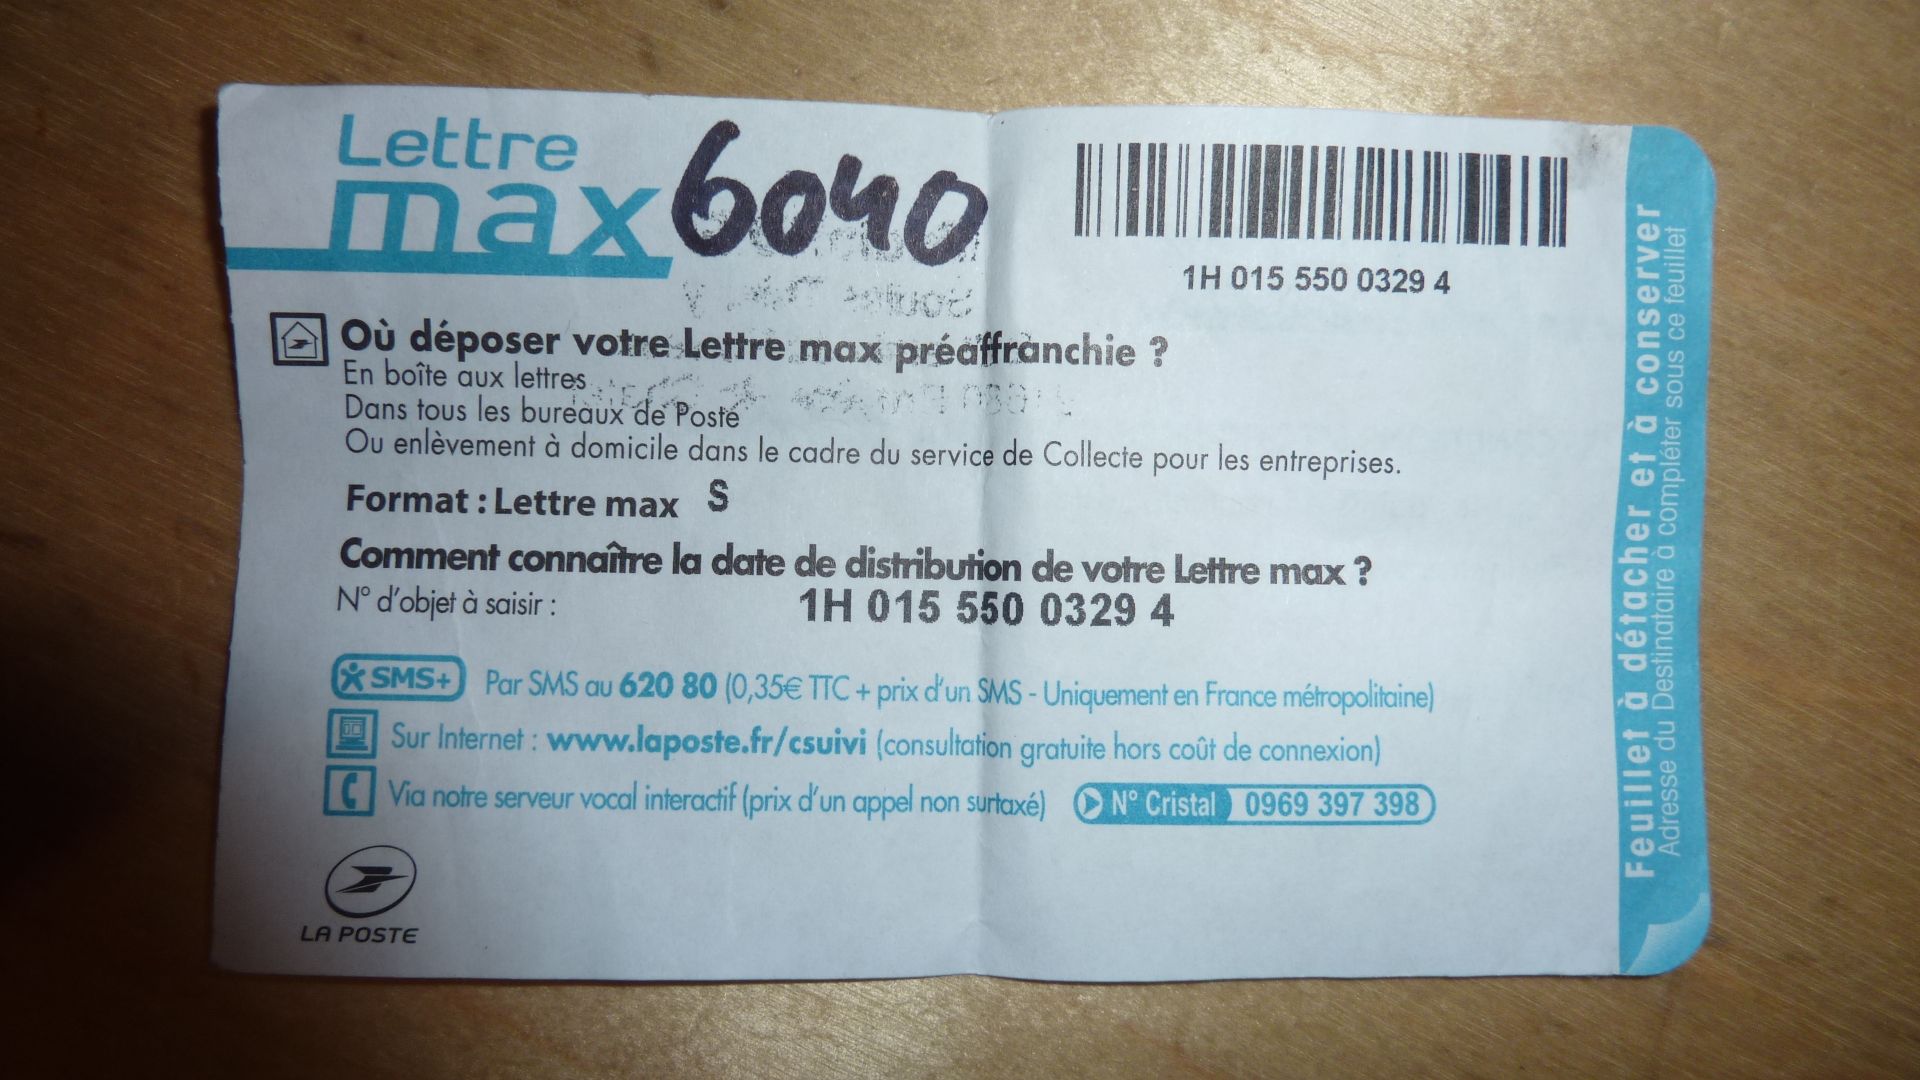 Lettre
max
6040
1H 015 550 0329 4
Où déposer votre Lettre max préaffranchie ?
En boîte aux lettres
Dans tous les bureaux de Poste
Ou enlèvement à domicile dans le cadre du service de Collecte pour les entreprises.
Format : Lettre max S
Comment connaître la date de distribution de votre Lettre max ?
N° d'objet à saisir : 1H 015 550 0329 4
SMS+ Par SMS au 620 80 (0,35€ TTC + prix d'un SMS - Uniquement en France métropolitaine)
Sur Internet : www.laposte.fr/csuivi (consultation gratuite hors coût de connexion)
Via notre serveur vocal interactif (prix d'un appel non surtaxé) N° Cristal 0969 397 398
LA POSTE
Feuillet à détacher et à conserver
Adresse du Destinataire à compléter sous ce feuillet